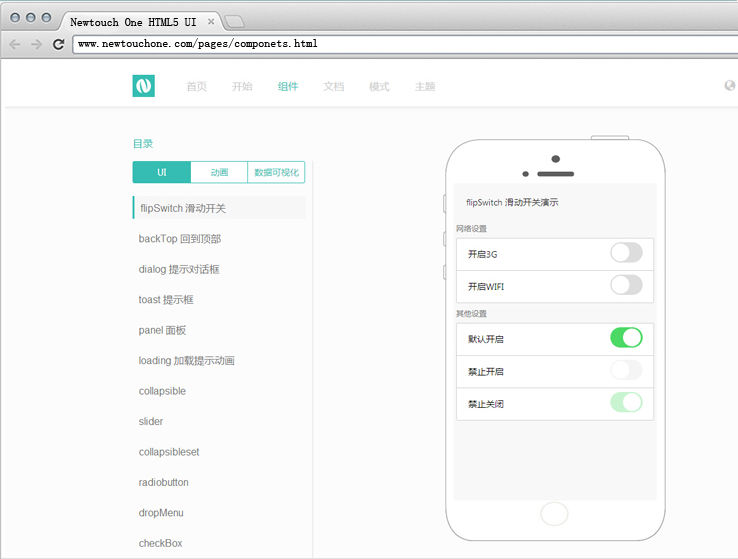 Newtouch One HTML5 UI
www.newtouchone.com/pages/componets.html
首页 开始 组件 文档 模式 主题
目录
UI 动画 数据可视化
flipSwitch 滑动开关
backTop 回到顶部
dialog 提示对话框
toast 提示框
panel 面板
loading 加载提示动画
collapsible
slider
collapsibleset
radiobutton
dropMenu
checkBox
flipSwitch 滑动开关演示
网络设置
开启3G
开启WIFI
其他设置
默认开启
禁止开启
禁止关闭